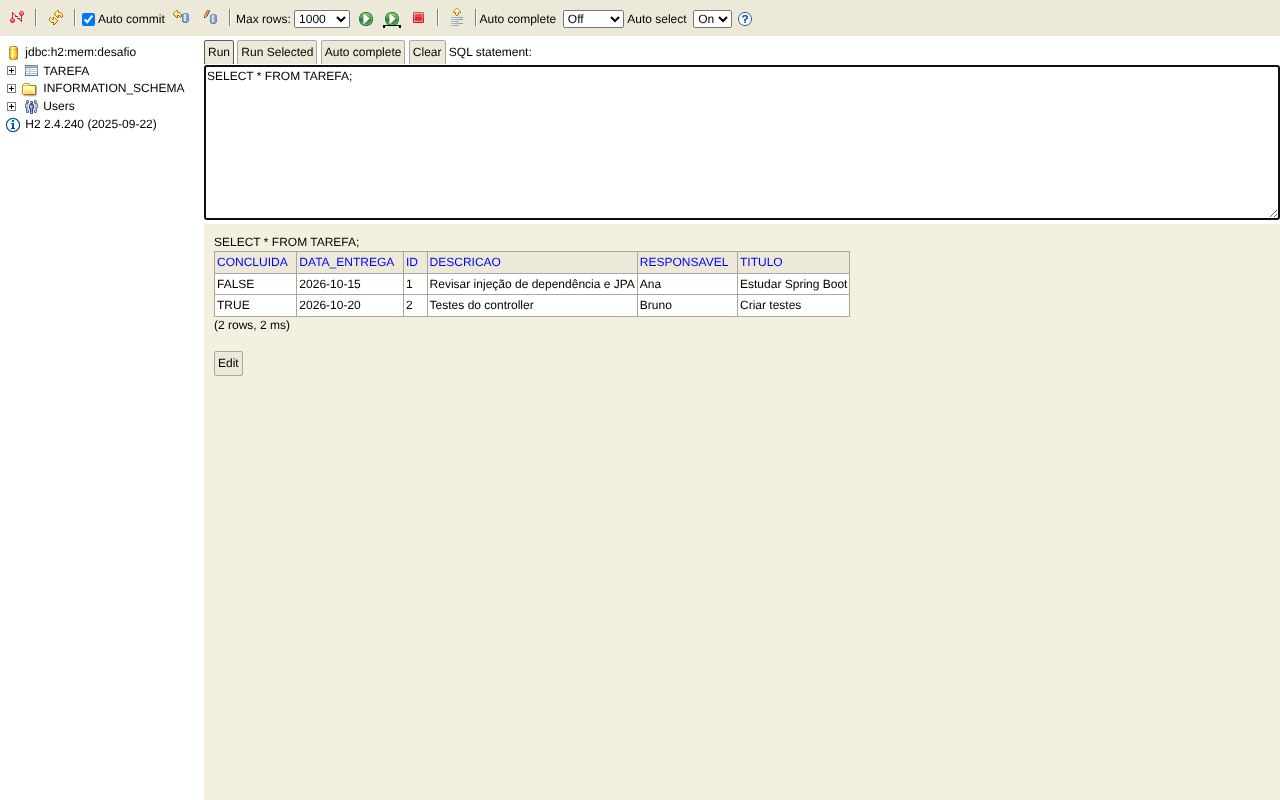 Auto commit Max rows: 1000 Auto complete Off Auto select On ?
jdbc:h2:mem:desafio
TAREFA
INFORMATION_SCHEMA
Users
H2 2.4.240 (2025-09-22)
Run Run Selected Auto complete Clear SQL statement:
SELECT * FROM TAREFA;
SELECT * FROM TAREFA;
CONCLUIDA DATA_ENTREGA ID DESCRICAO RESPONSAVEL TITULO
FALSE 2026-10-15 1 Revisar injeção de dependência e JPA Ana Estudar Spring Boot
TRUE 2026-10-20 2 Testes do controller Bruno Criar testes
(2 rows, 2 ms)
Edit